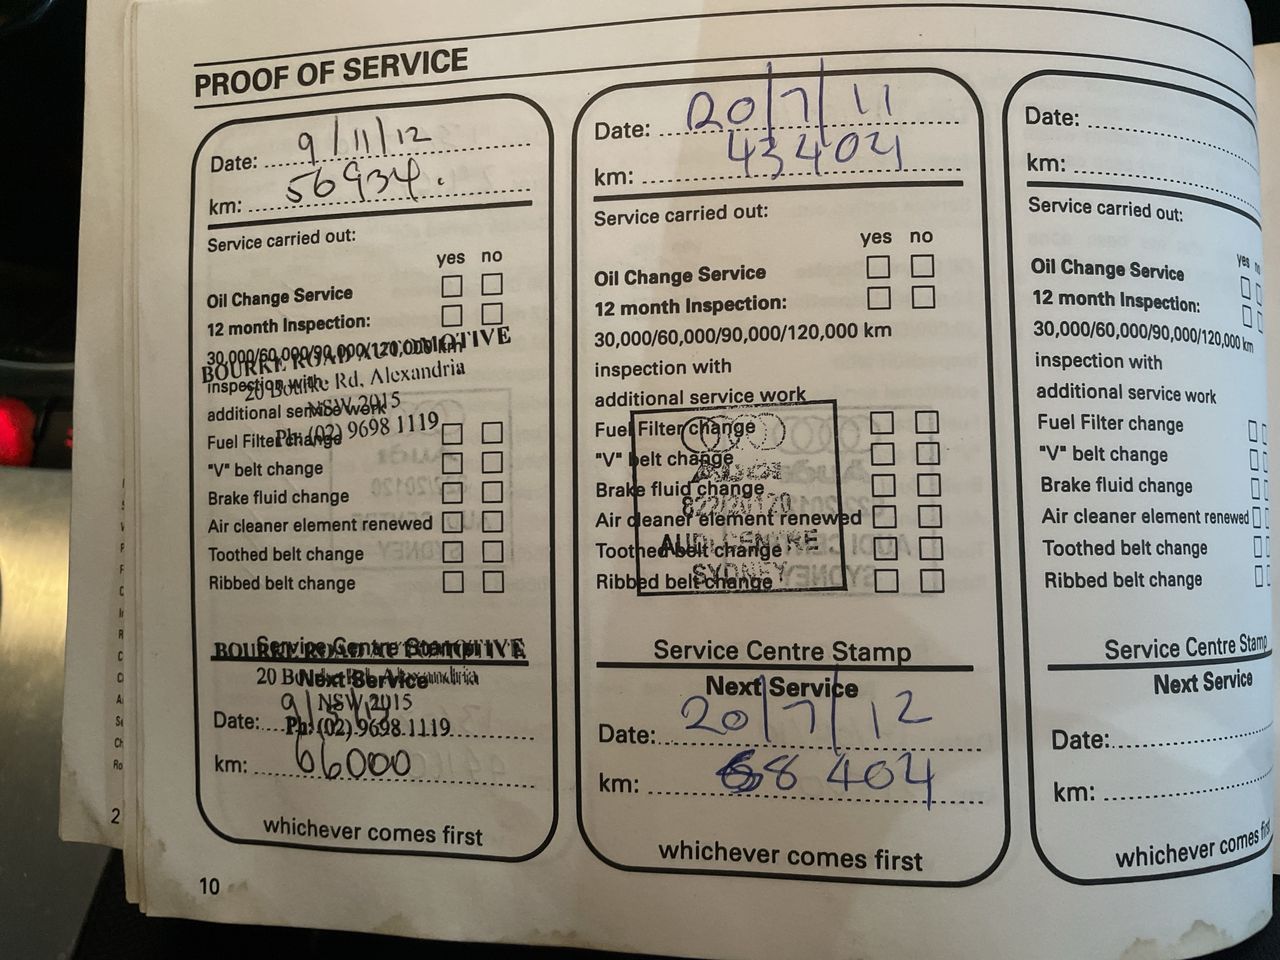 PROOF OF SERVICE
Date: 9/11/12
km: 56934.
Service carried out:
yes no
Oil Change Service
12 month Inspection:
30,000/60,000/90,000/120,000 km
inspection with
additional service work
BOURKE ROAD AUTOMOTIVE
20 Bourke Rd, Alexandria
NSW 2015
Ph: (02) 9698 1119
Fuel Filter change
"V" belt change
Brake fluid change
Air cleaner element renewed
Toothed belt change
Ribbed belt change
Service Centre Stamp
BOURKE ROAD AUTOMOTIVE
20 Bourke Rd, Alexandria
NSW 2015
Ph: (02) 9698 1119
Next Service
Date:
km: 66000
whichever comes first
10
Date: 20/7/11
km: 43404
Service carried out:
yes no
Oil Change Service
12 month Inspection:
30,000/60,000/90,000/120,000 km
inspection with
additional service work
Fuel Filter change
"V" belt change
Brake fluid change
Air cleaner element renewed
Toothed belt change
Ribbed belt change
Audi
AUDI CENTRE
SYDNEY
Service Centre Stamp
Next Service
Date: 20/7/12
km: 68 404
whichever comes first
Date:
km:
Service carried out:
yes
Oil Change Service
12 month Inspection:
30,000/60,000/90,000/120,000 km
inspection with
additional service work
Fuel Filter change
"V" belt change
Brake fluid change
Air cleaner element renewed
Toothed belt change
Ribbed belt change
Service Centre Stamp
Next Service
Date:
km:
whichever comes first
2